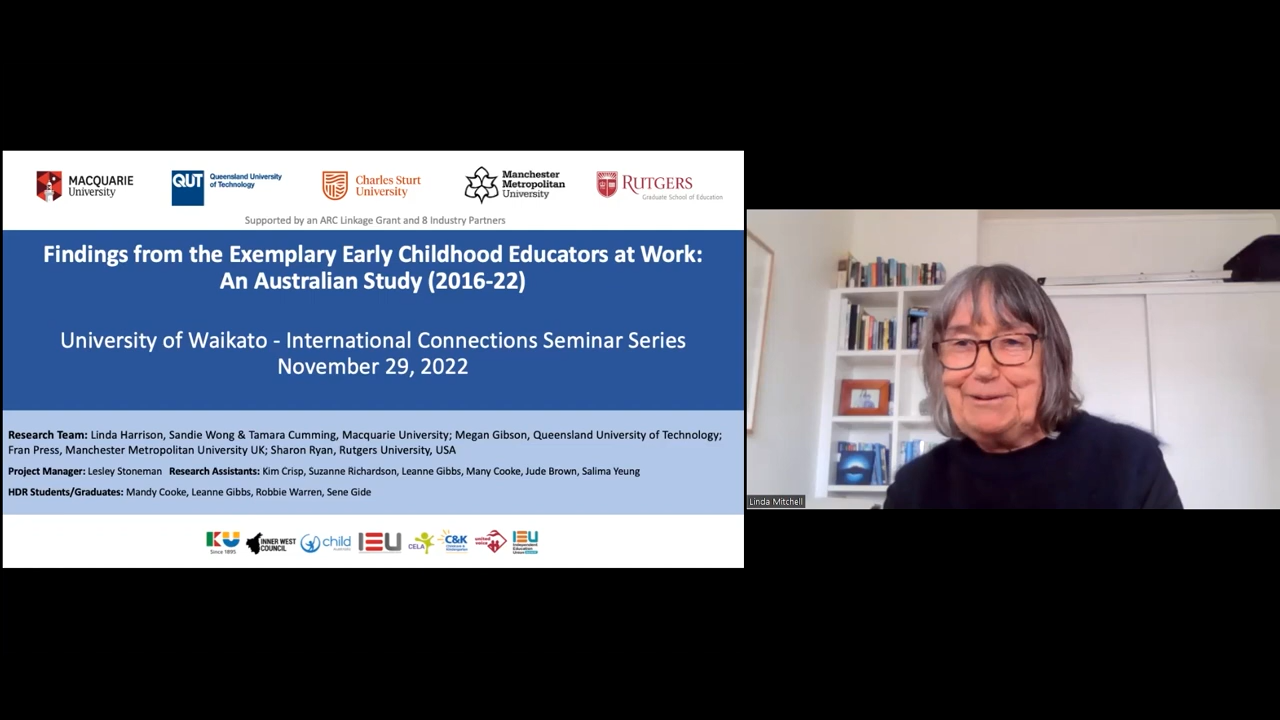 MACQUARIE
University
QUT
Queensland University
of Technology
Charles Sturt
University
Manchester
Metropolitan
University
RUTGERS
Graduate School of Education
Supported by an ARC Linkage Grant and 8 Industry Partners
Findings from the Exemplary Early Childhood Educators at Work:
An Australian Study (2016-22)
University of Waikato - International Connections Seminar Series
November 29, 2022
Research Team: Linda Harrison, Sandie Wong & Tamara Cumming, Macquarie University; Megan Gibson, Queensland University of Technology;
Fran Press, Manchester Metropolitan University UK; Sharon Ryan, Rutgers University, USA
Project Manager: Lesley Stoneman Research Assistants: Kim Crisp, Suzanne Richardson, Leanne Gibbs, Many Cooke, Jude Brown, Salima Yeung
HDR Students/Graduates: Mandy Cooke, Leanne Gibbs, Robbie Warren, Sene Gide
KU
Since 1895
INNER WEST
COUNCIL
child
Australia
IEU
CELA
C&K
united
voice
IEU
Independent
Education
Union
Linda Mitchell